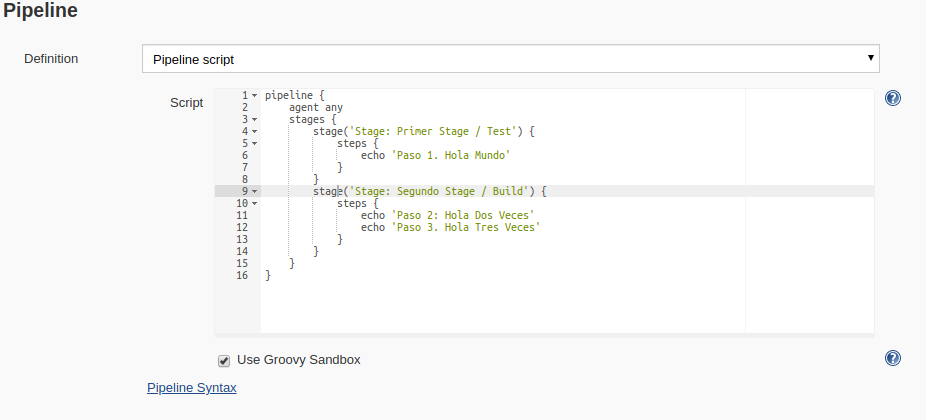 Pipeline
Definition
Pipeline script
Script
1 pipeline {
2     agent any
3     stages {
4         stage('Stage: Primer Stage / Test') {
5             steps {
6                 echo 'Paso 1. Hola Mundo'
7             }
8         }
9         stage('Stage: Segundo Stage / Build') {
10             steps {
11                 echo 'Paso 2: Hola Dos Veces'
12                 echo 'Paso 3. Hola Tres Veces'
13             }
14         }
15     }
16 }
Use Groovy Sandbox
Pipeline Syntax